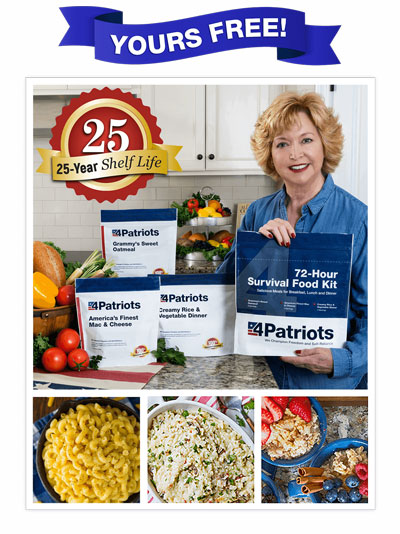 YOURS FREE!
25
25-Year Shelf Life
4Patriots
Grammy's Sweet
Oatmeal
4Patriots
America's Finest
Mac & Cheese
4Patriots
Creamy Rice &
Vegetable Dinner
72-Hour
Survival Food Kit
Delicious Meals for Breakfast, Lunch and Dinner
4Patriots
We Champion Freedom and Self-Reliance